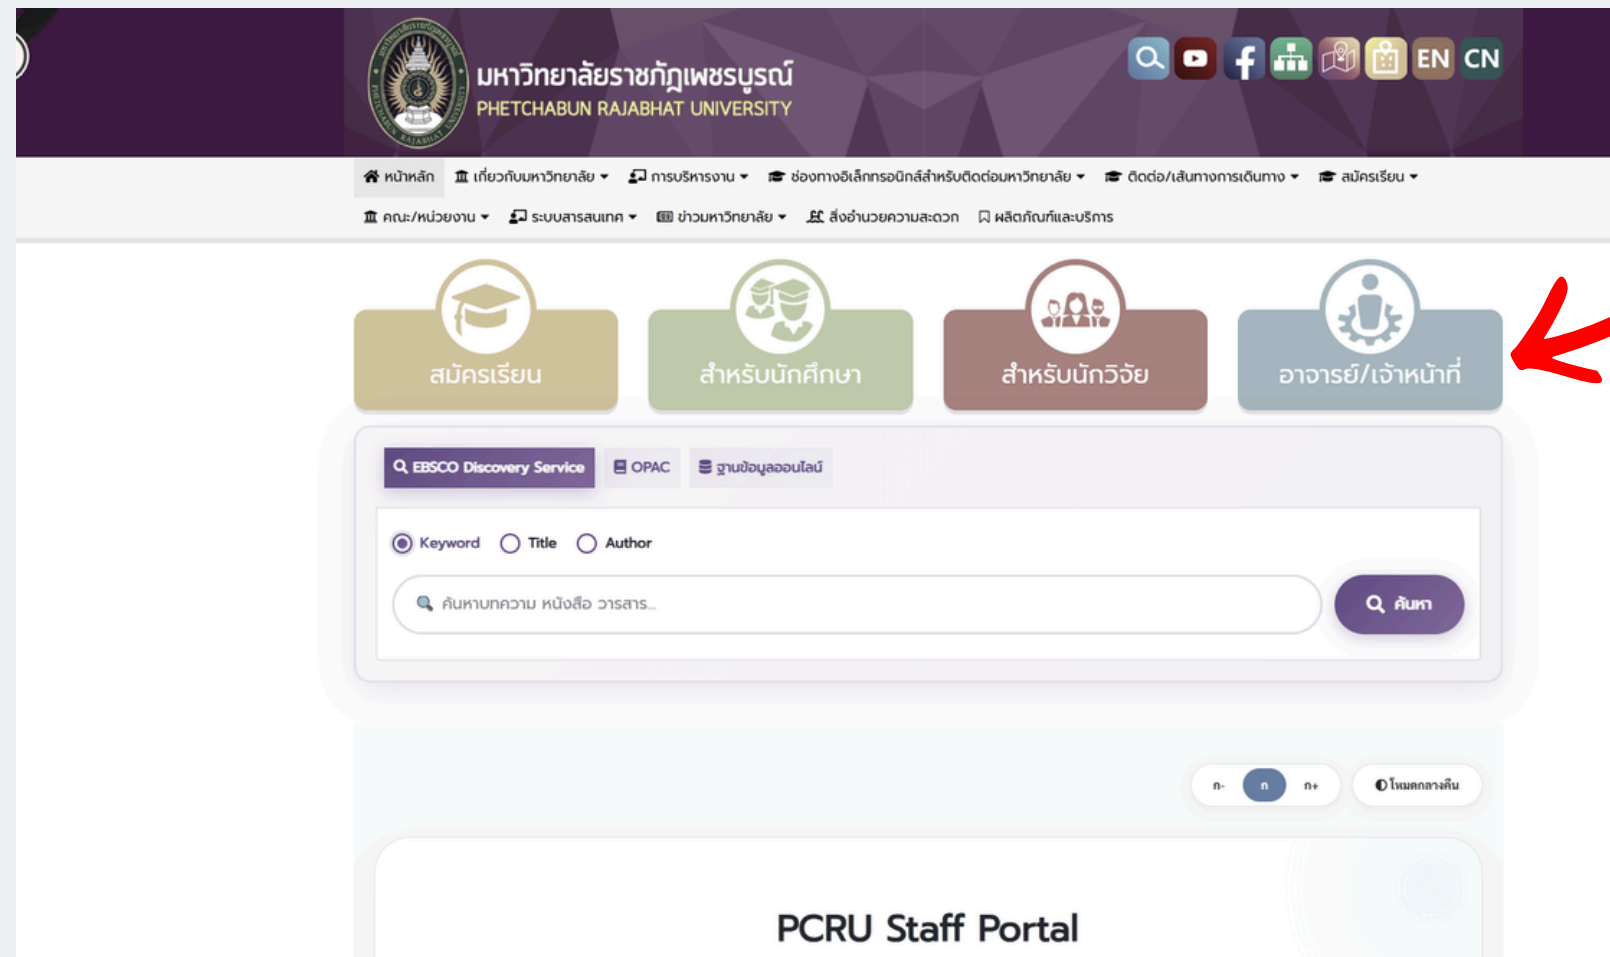 มหาวิทยาลัยราชภัฏเพชรบูรณ์
PHETCHABUN RAJABHAT UNIVERSITY
EN CN
หน้าหลัก เกี่ยวกับมหาวิทยาลัย การบริหารงาน ช่องทางอิเล็กทรอนิกส์สำหรับติดต่อมหาวิทยาลัย ติดต่อ/เส้นทางการเดินทาง สมัครเรียน
คณะ/หน่วยงาน ระบบสารสนเทศ ข่าวมหาวิทยาลัย สิ่งอำนวยความสะดวก ผลิตภัณฑ์และบริการ
สมัครเรียน สำหรับนักศึกษา สำหรับนักวิจัย อาจารย์/เจ้าหน้าที่
EBSCO Discovery Service OPAC ฐานข้อมูลออนไลน์
Keyword Title Author
ค้นหาบทความ หนังสือ วารสาร... ค้นหา
ก- ก ก+ โหมดกลางคืน
PCRU Staff Portal